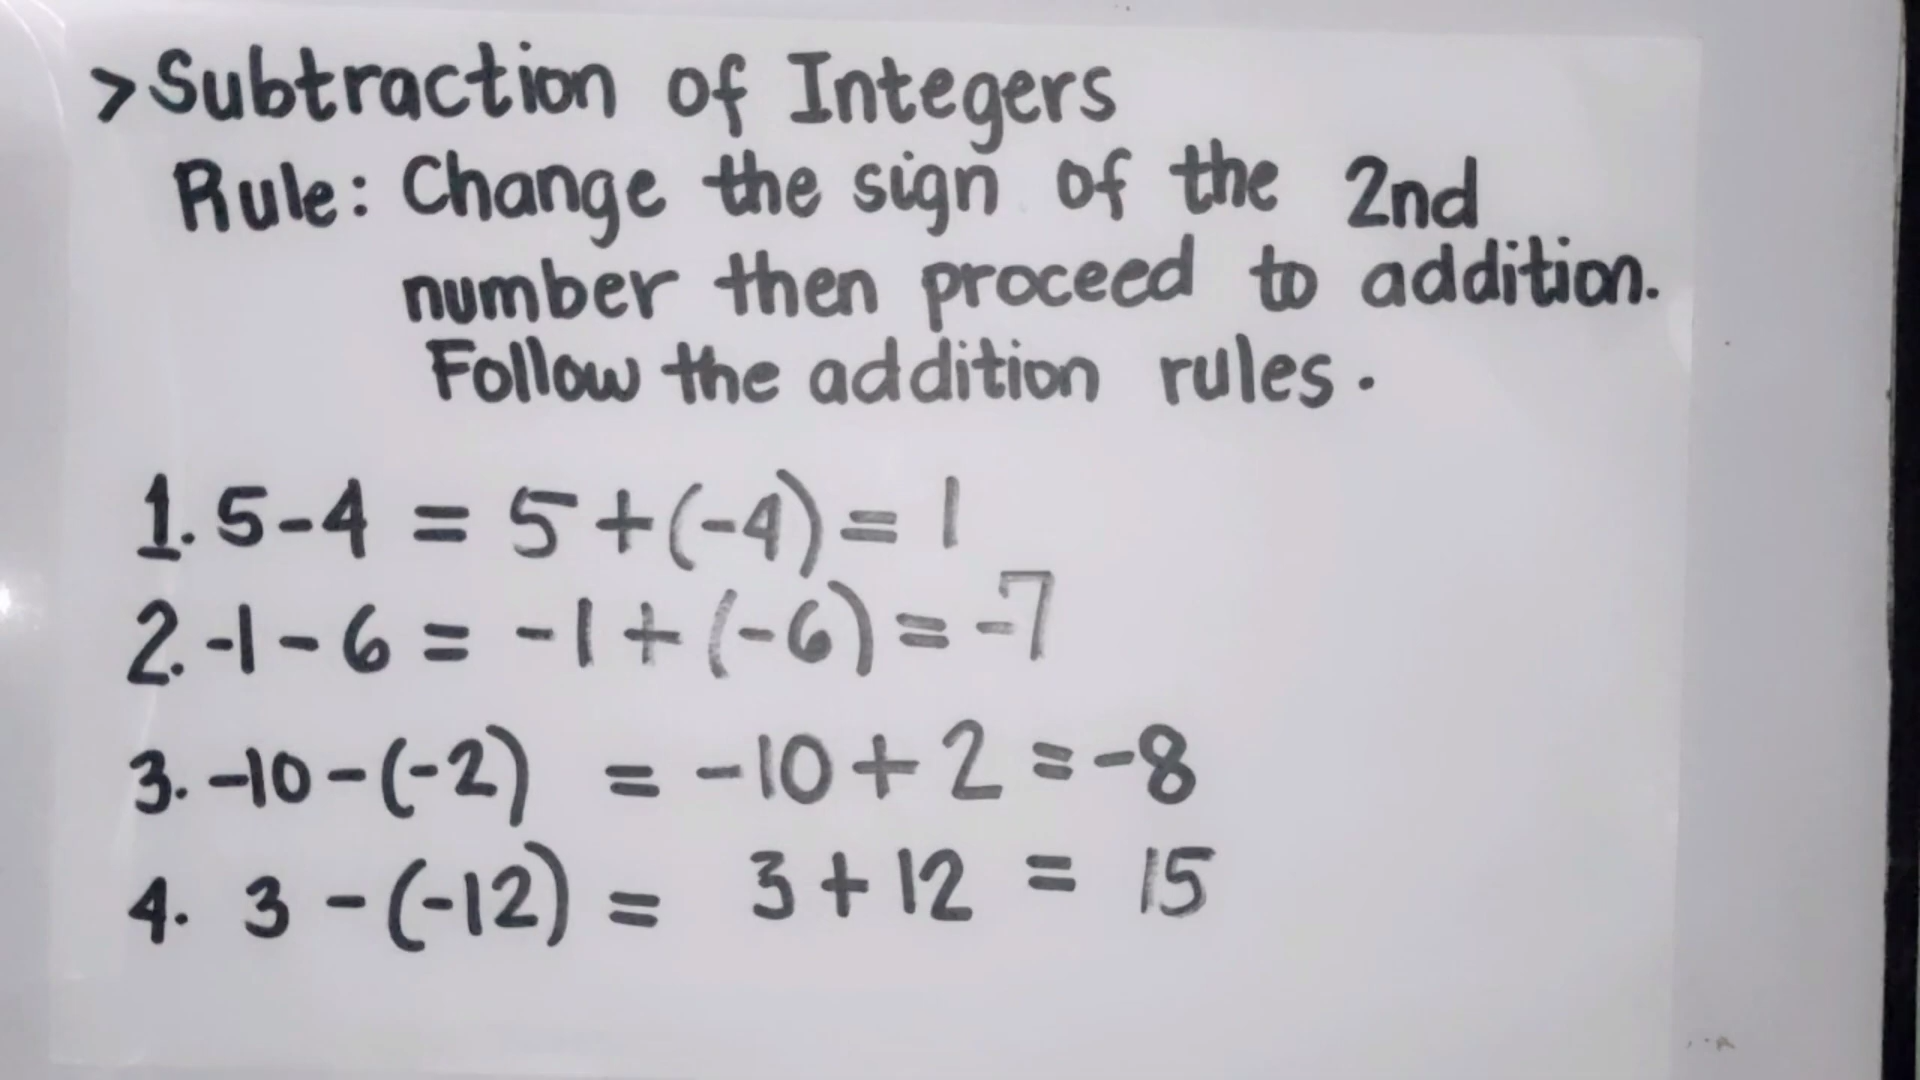 > Subtraction of Integers
Rule: Change the sign of the 2nd
number then proceed to addition.
Follow the addition rules.
1. 5-4 = 5+(-4) = 1
2. -1-6 = -1+(-6) = -7
3. -10-(-2) = -10+2 = -8
4. 3-(-12) = 3+12 = 15